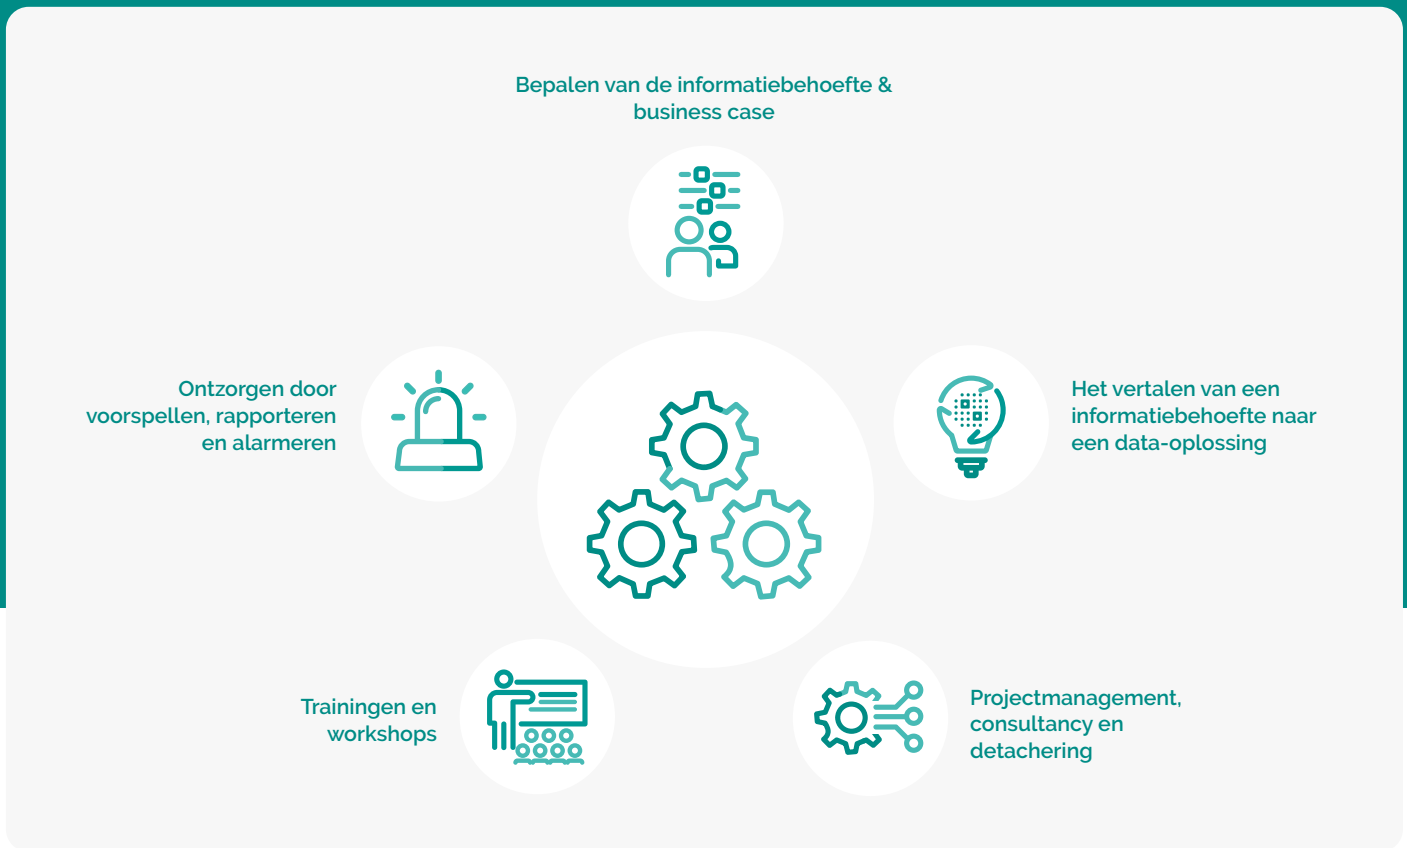 Bepalen van de informatiebehoefte &
business case
Ontzorgen door
voorspellen, rapporteren
en alarmeren
Het vertalen van een
informatiebehoefte naar
een data-oplossing
Trainingen en
workshops
Projectmanagement,
consultancy en
detachering